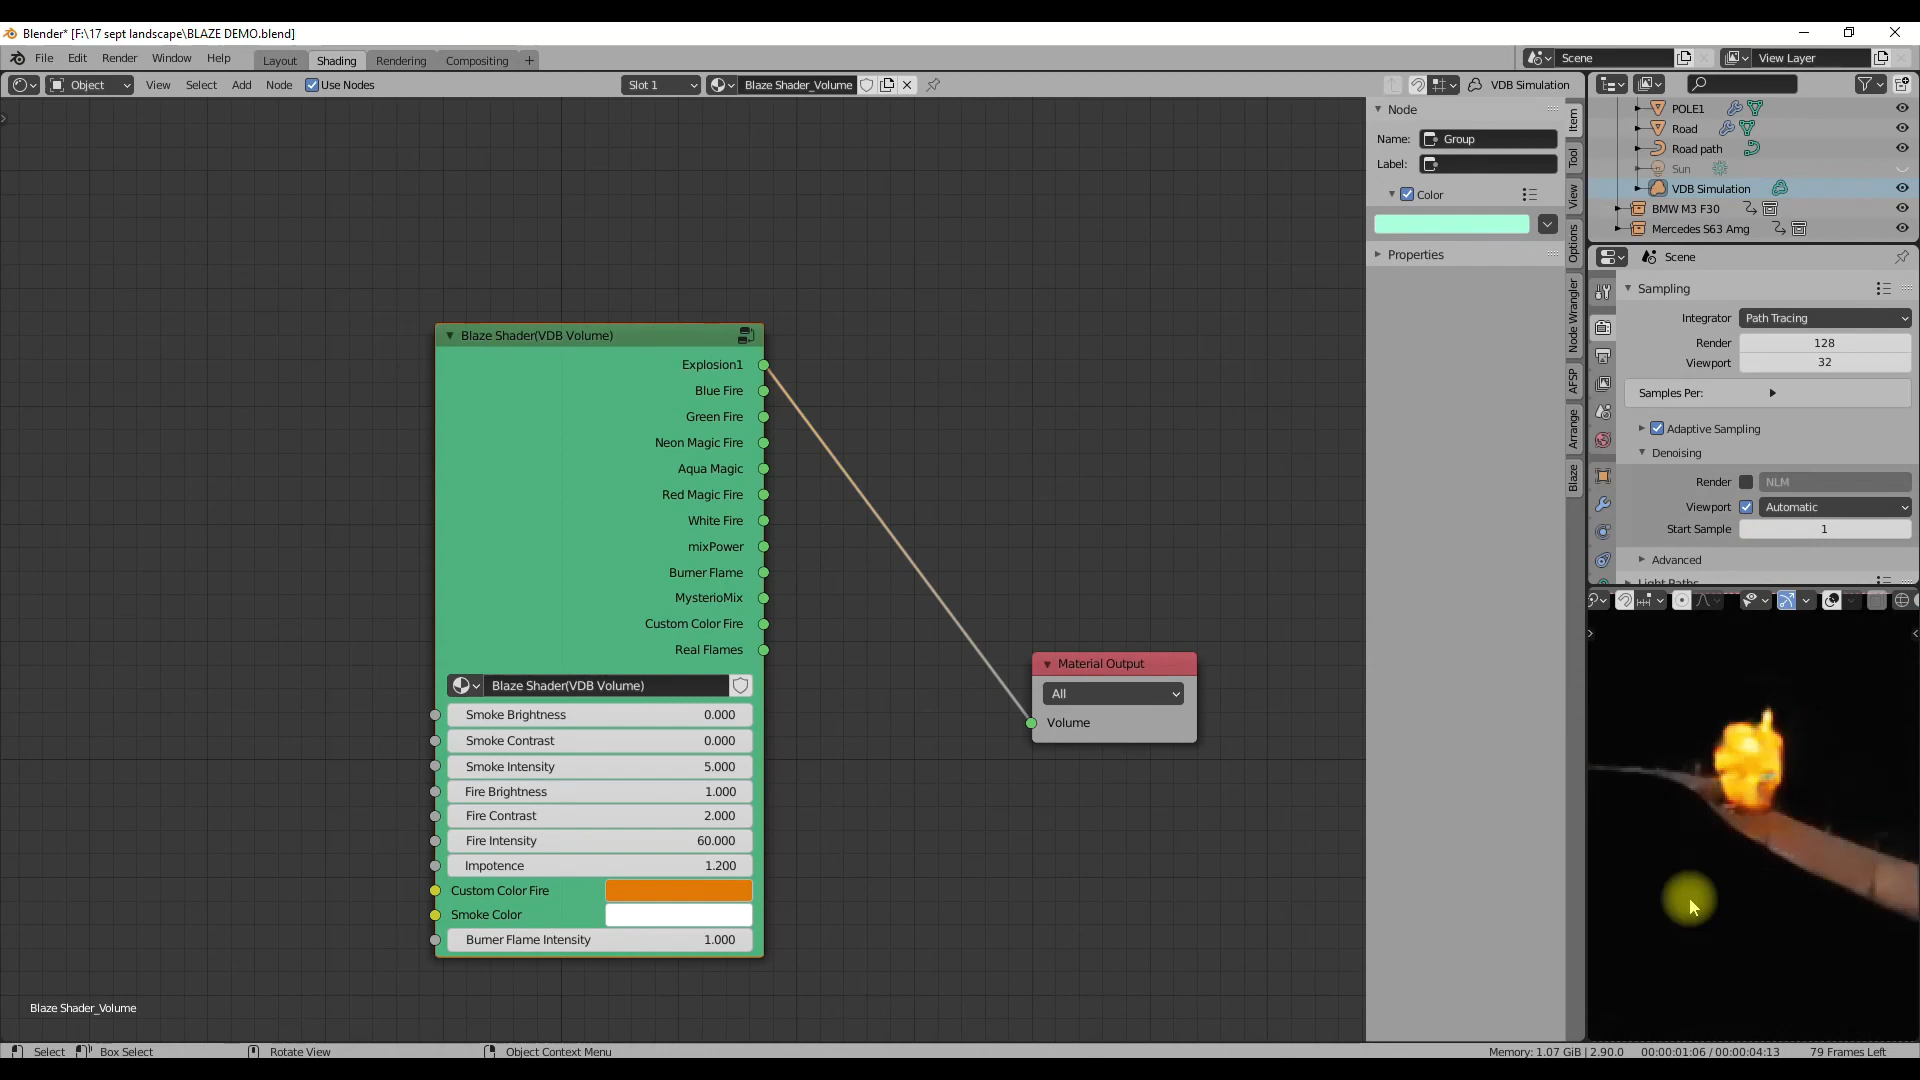 Blender* [F:\17 sept landscape\BLAZE DEMO.blend]
File Edit Render Window Help Layout Shading Rendering Compositing + Scene View Layer
Object View Select Add Node Use Nodes Slot 1 Blaze Shader_Volume VDB Simulation
Node
Name: Group
Label:
Color
Properties
Item
Tool
View
Options
Node Wrangler
AFSP
Arrange
Blaze
POLE1
Road
Road path
Sun
VDB Simulation
BMW M3 F30
Mercedes S63 Amg
Scene
Sampling
Integrator Path Tracing
Render 128
Viewport 32
Samples Per:
Adaptive Sampling
Denoising
Render NLM
Viewport Automatic
Start Sample 1
Advanced
Light Paths
Blaze Shader(VDB Volume)
Explosion1
Blue Fire
Green Fire
Neon Magic Fire
Aqua Magic
Red Magic Fire
White Fire
mixPower
Burner Flame
MysterioMix
Custom Color Fire
Real Flames
Blaze Shader(VDB Volume)
Smoke Brightness 0.000
Smoke Contrast 0.000
Smoke Intensity 5.000
Fire Brightness 1.000
Fire Contrast 2.000
Fire Intensity 60.000
Impotence 1.200
Custom Color Fire
Smoke Color
Burner Flame Intensity 1.000
Material Output
All
Volume
Blaze Shader_Volume
Select Box Select Rotate View Object Context Menu Memory: 1.07 GiB | 2.90.0 00:00:01:06 / 00:00:04:13 79 Frames Left